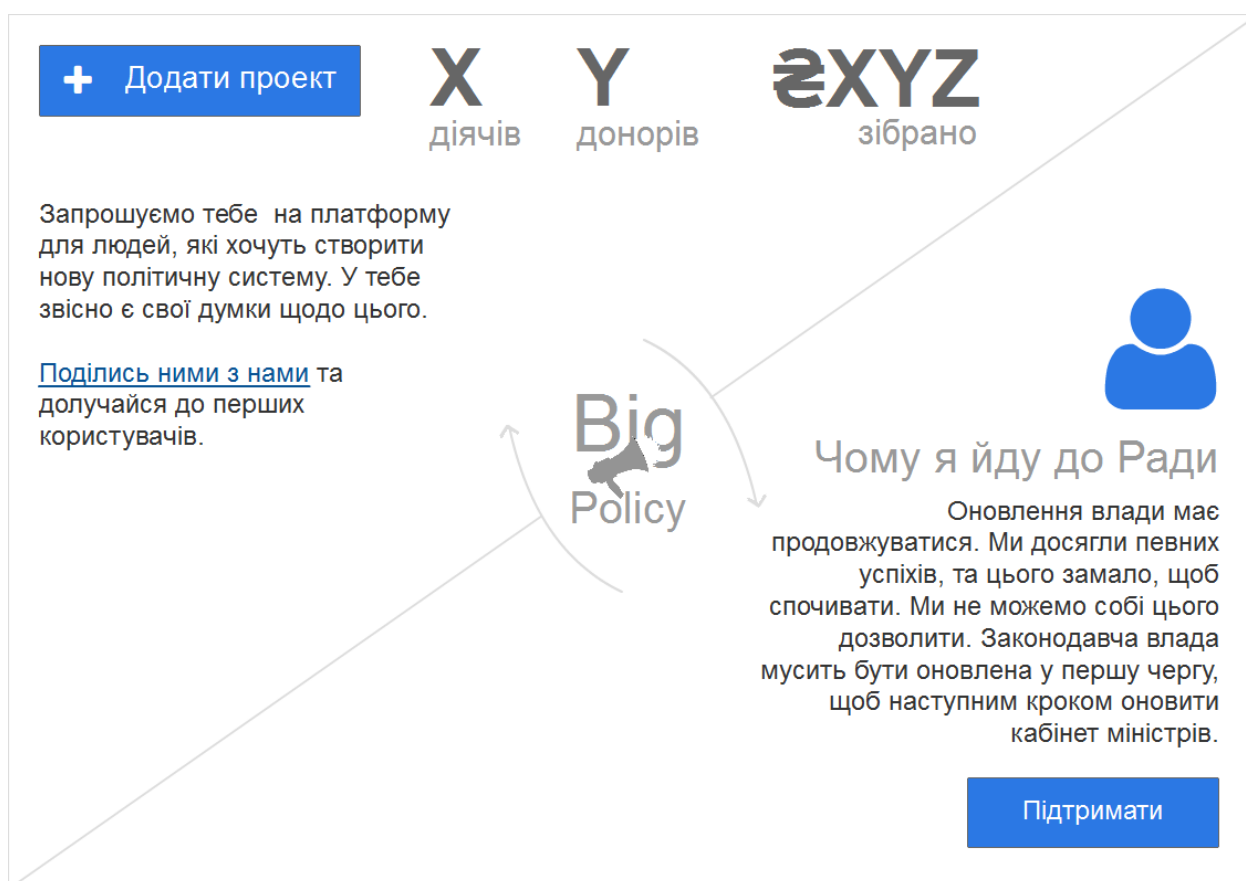 Додати проект
X
діячів
Y
донорів
₴XYZ
зібрано
Запрошуємо тебе на платформу
для людей, які хочуть створити
нову політичну систему. У тебе
звісно є свої думки щодо цього.
Поділись ними з нами та
долучайся до перших
користувачів.
Big
Policy
Чому я йду до Ради
Оновлення влади має
продовжуватися. Ми досягли певних
успіхів, та цього замало, щоб
спочивати. Ми не можемо собі цього
дозволити. Законодавча влада
мусить бути оновлена у першу чергу,
щоб наступним кроком оновити
кабінет міністрів.
Підтримати